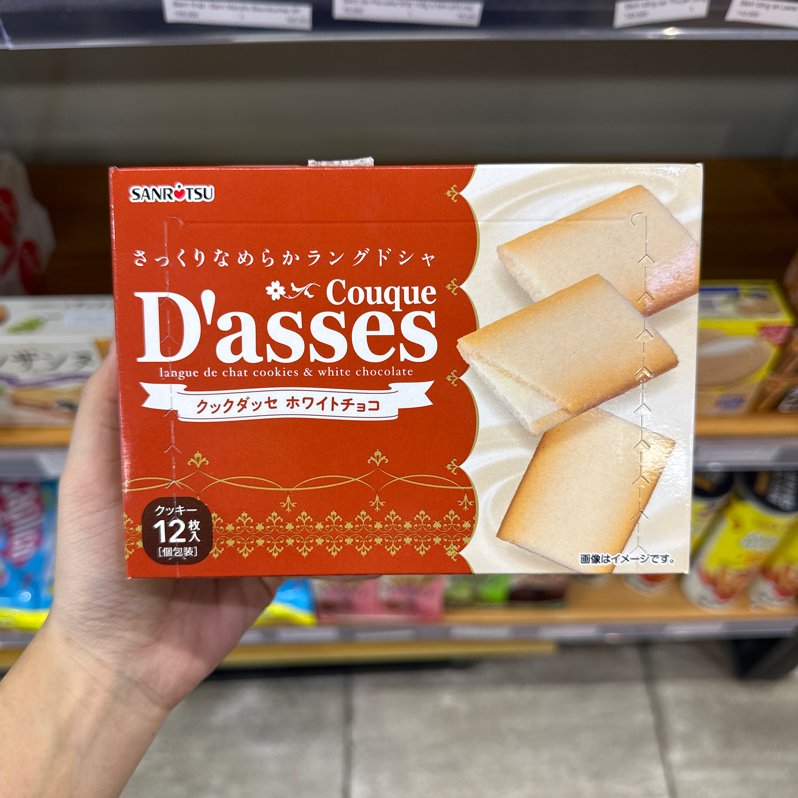 SANRITSU
さっくりなめらかラングドシャ
Couque
D'asses
langue de chat cookies & white chocolate
クックダッセ ホワイトチョコ
クッキー
12枚入
[個包装]
画像はイメージです。